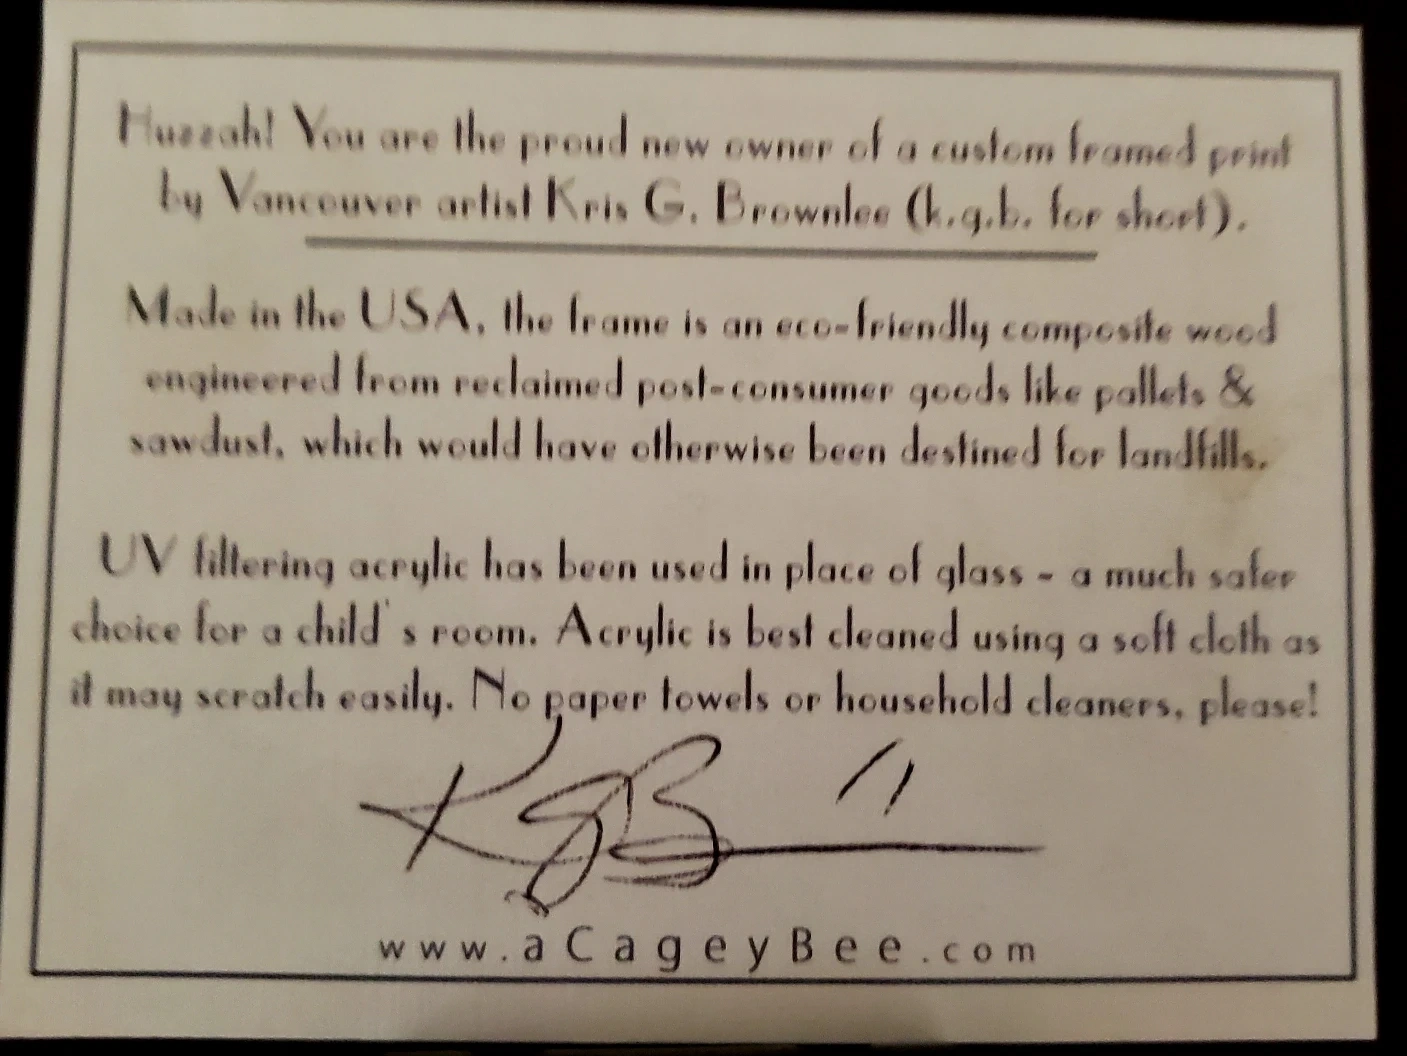 Huzzah! You are the proud new owner of a custom framed print
by Vancouver artist Kris G. Brownlee (k.g.b. for short).
Made in the USA, the frame is an eco-friendly composite wood
engineered from reclaimed post-consumer goods like pallets &
sawdust, which would have otherwise been destined for landfills.
UV filtering acrylic has been used in place of glass - a much safer
choice for a child's room. Acrylic is best cleaned using a soft cloth as
it may scratch easily. No paper towels or household cleaners, please!
KgB 11
www.aCageyBee.com